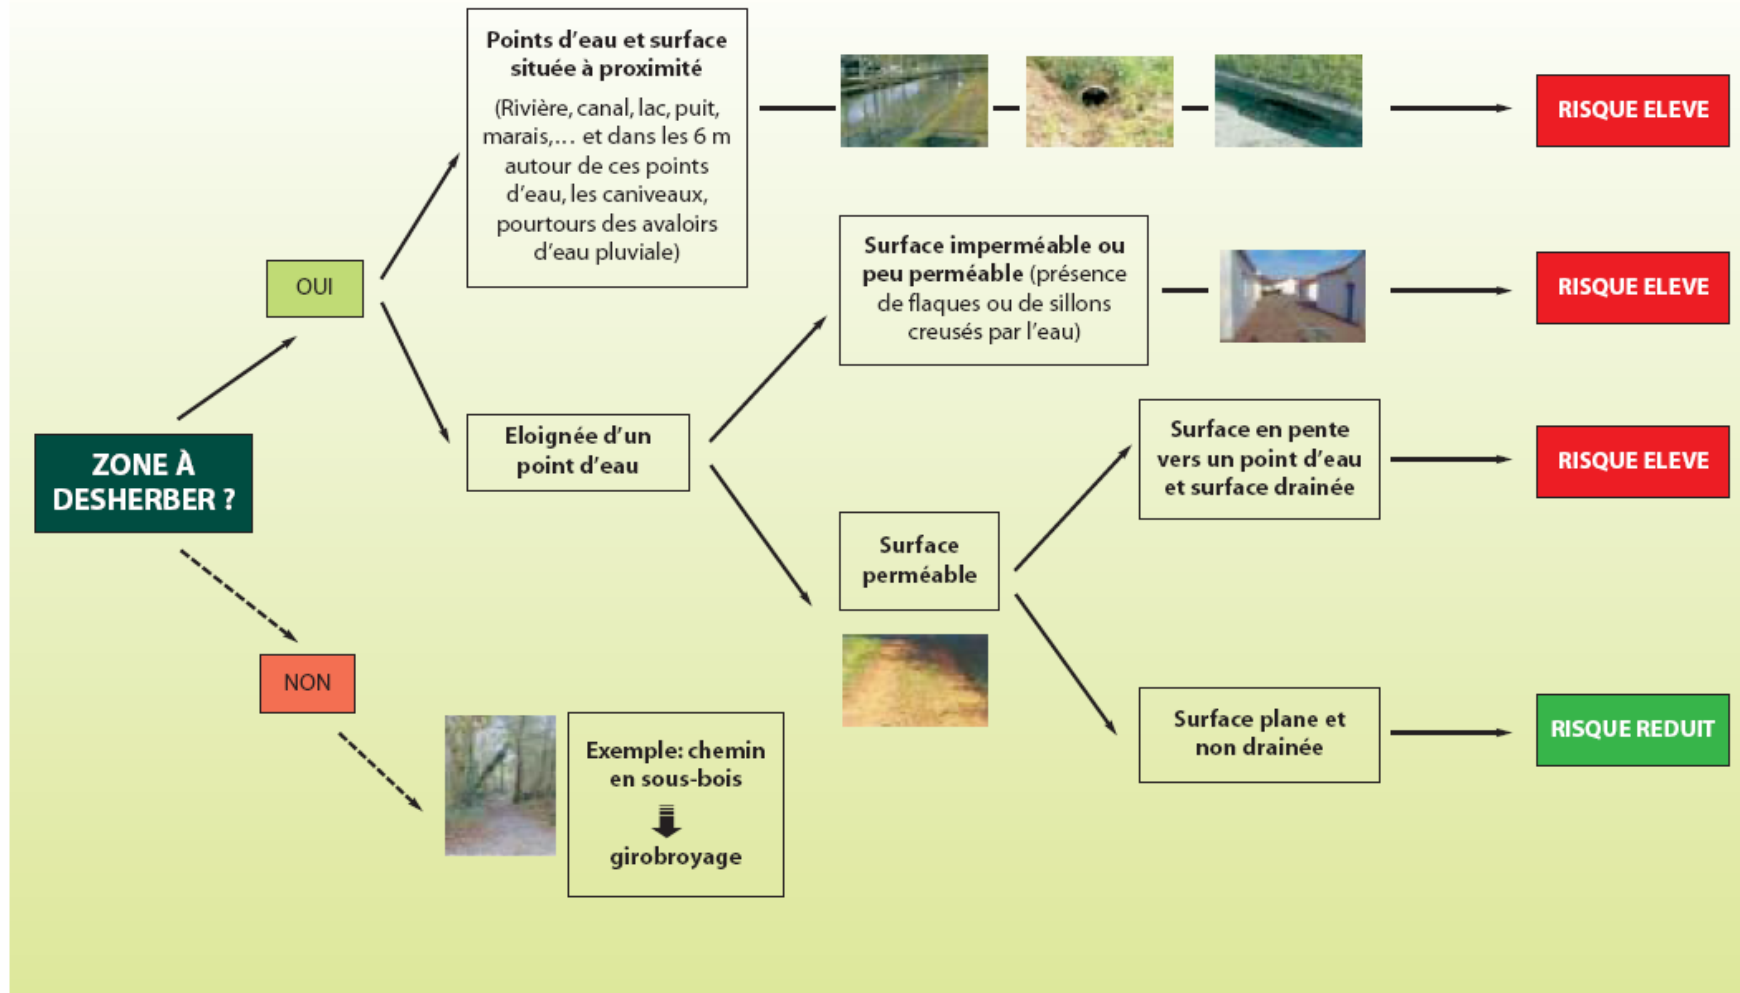 Points d'eau et surface
située à proximité
(Rivière, canal, lac, puit,
marais,... et dans les 6 m
autour de ces points
d'eau, les caniveaux,
pourtours des avaloirs
d'eau pluviale)
RISQUE ELEVE
OUI
Surface imperméable ou
peu perméable (présence
de flaques ou de sillons
creusés par l'eau)
RISQUE ELEVE
ZONE À
DESHERBER ?
Eloignée d'un
point d'eau
Surface en pente
vers un point d'eau
et surface drainée
RISQUE ELEVE
Surface
perméable
Surface plane et
non drainée
RISQUE REDUIT
NON
Exemple: chemin
en sous-bois
girobroyage